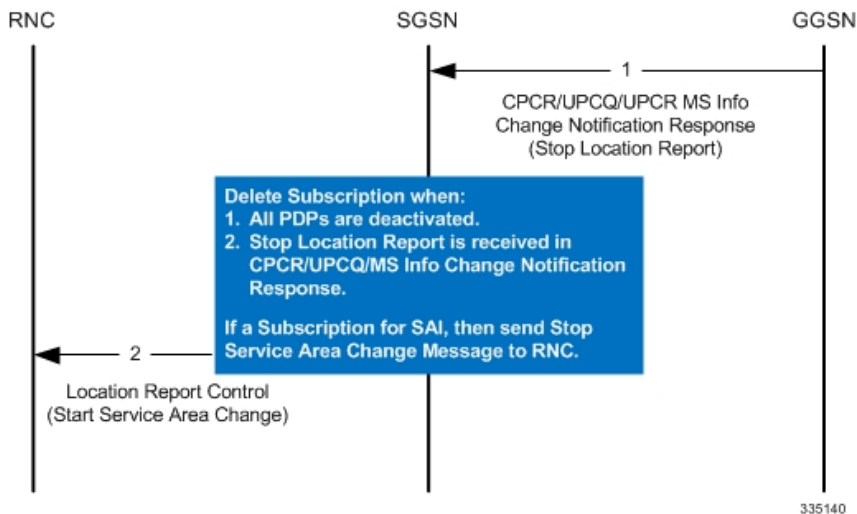 RNC
SGSN
GGSN
1
CPCR/UPCQ/UPCR MS Info
Change Notification Response
(Stop Location Report)
Delete Subscription when:
1. All PDPs are deactivated.
2. Stop Location Report is received in
CPCR/UPCQ/MS Info Change Notification
Response.
If a Subscription for SAI, then send Stop
Service Area Change Message to RNC.
2
Location Report Control
(Start Service Area Change)
335140